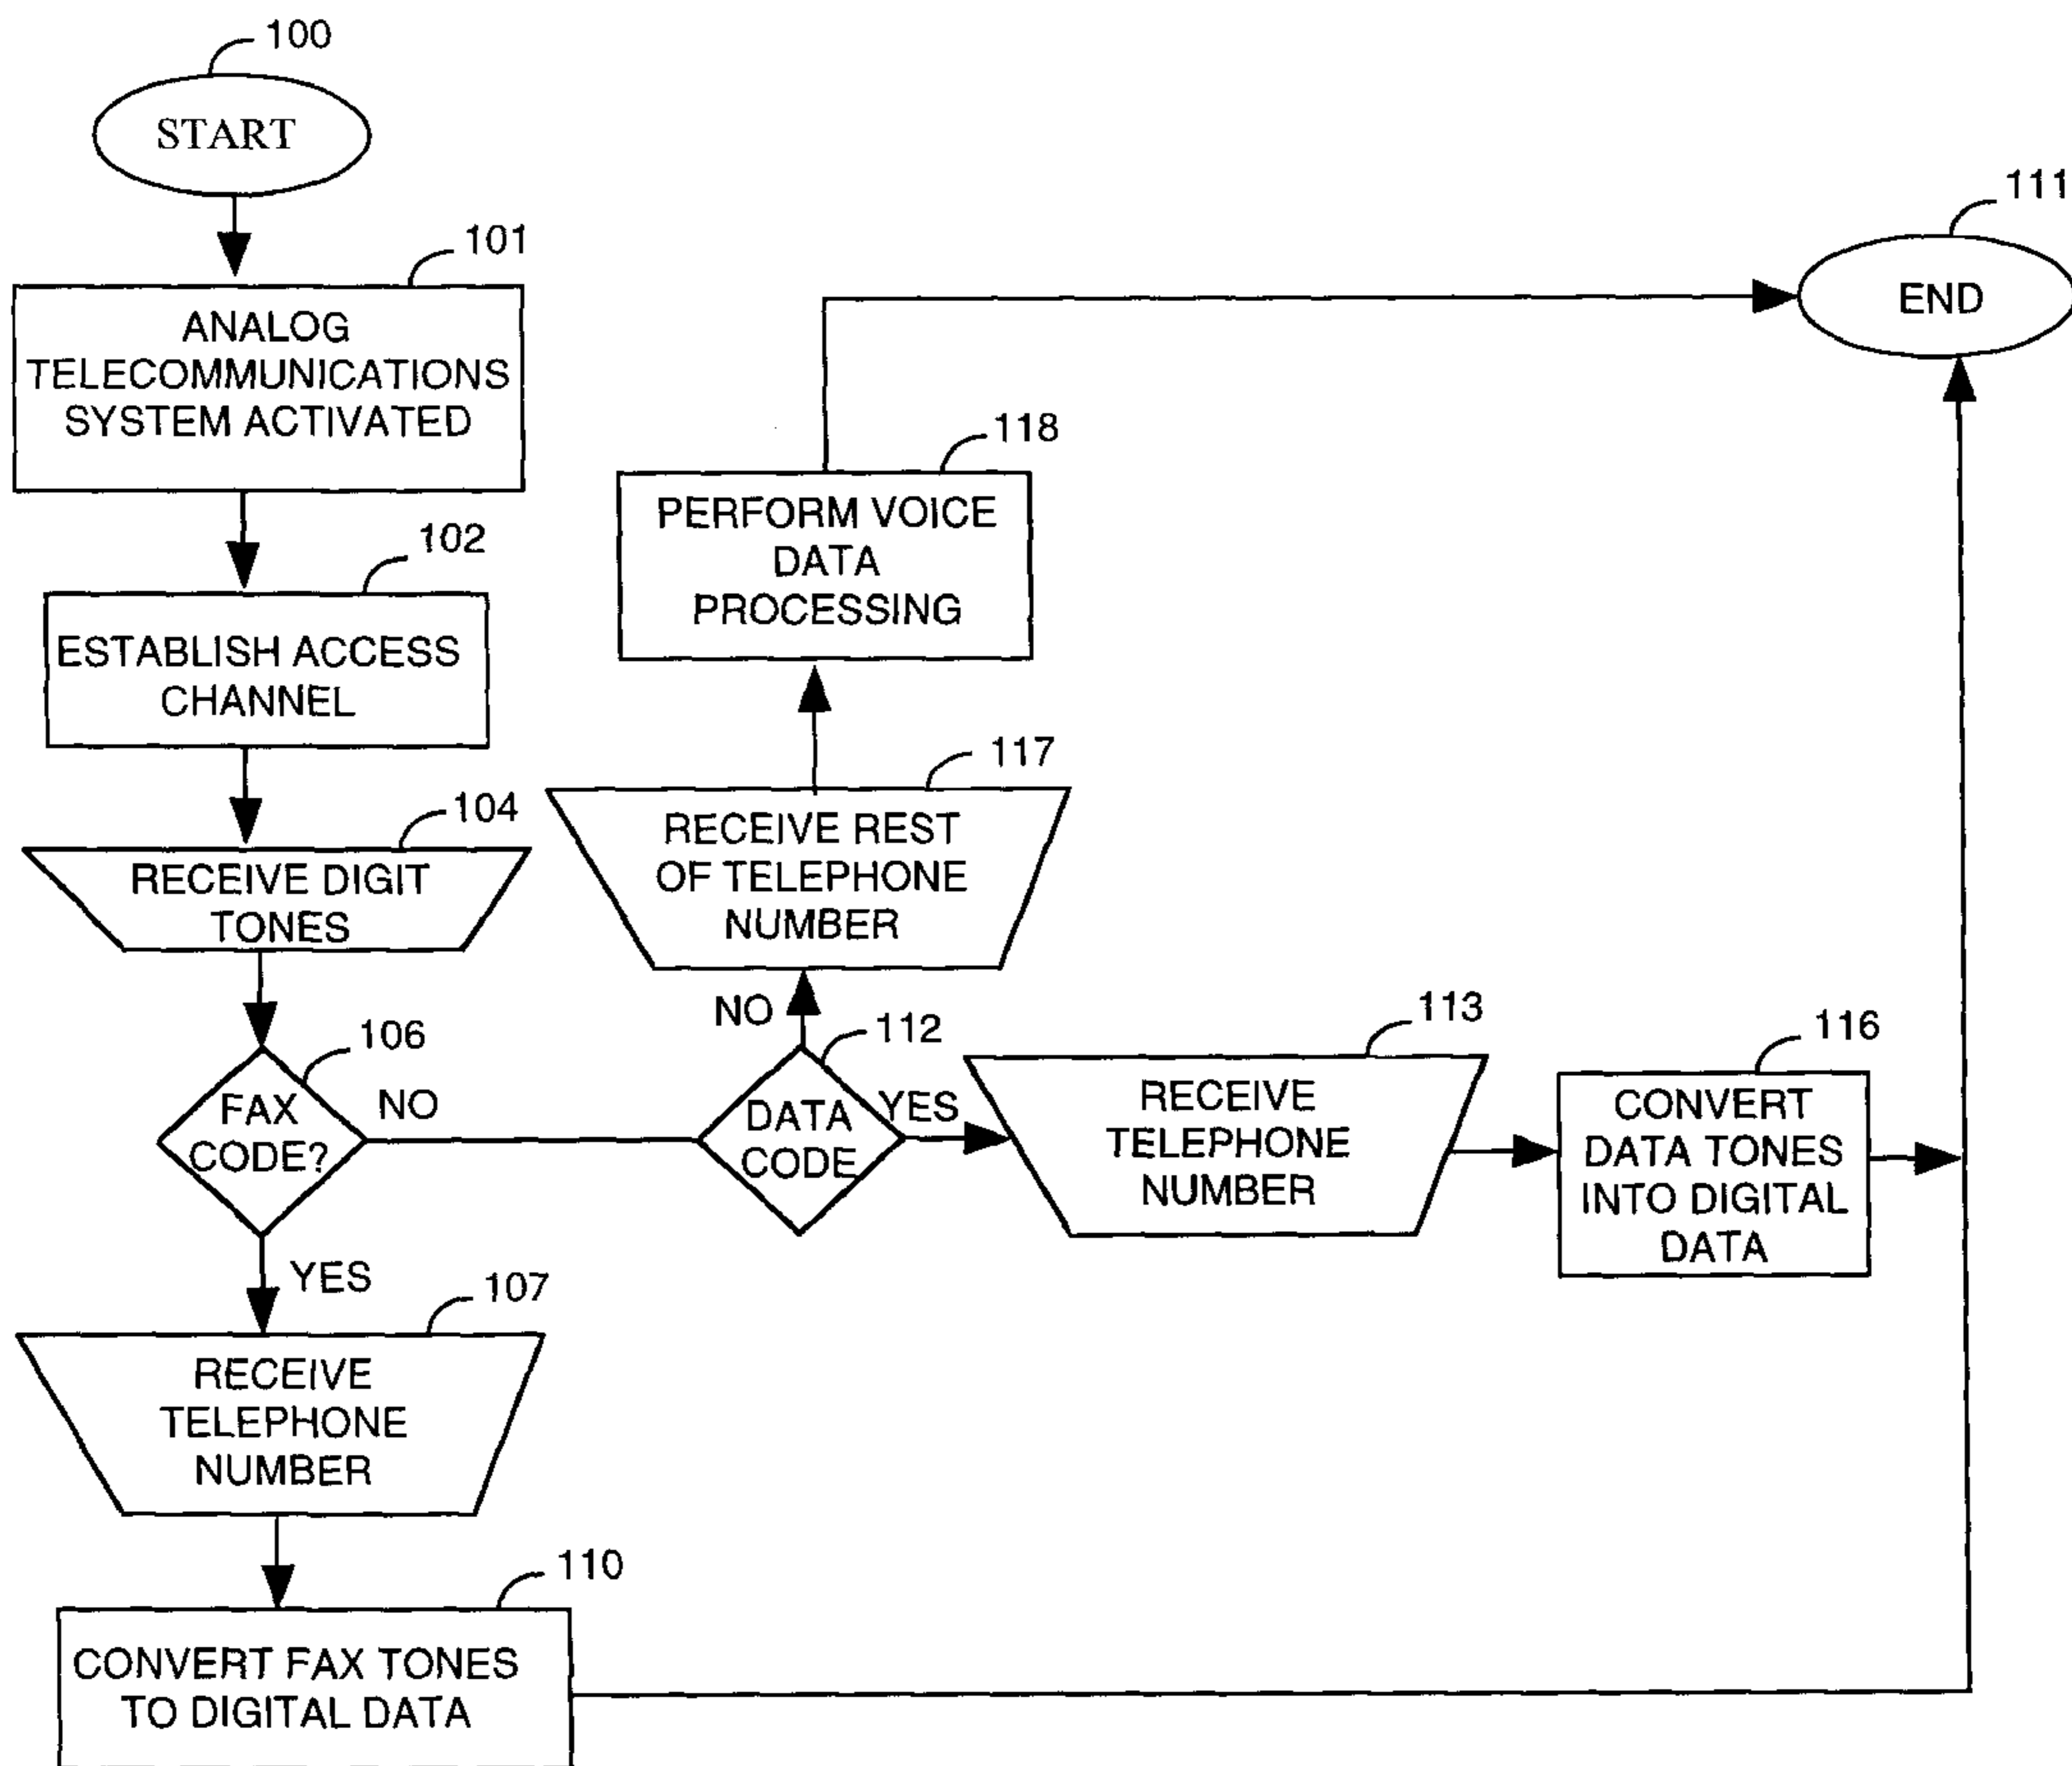 100
START
101
ANALOG
TELECOMMUNICATIONS
SYSTEM ACTIVATED
102
ESTABLISH ACCESS
CHANNEL
104
RECEIVE DIGIT
TONES
106
FAX
CODE?
NO
YES
107
RECEIVE
TELEPHONE
NUMBER
110
CONVERT FAX TONES
TO DIGITAL DATA
112
DATA
CODE
NO
YES
117
RECEIVE REST
OF TELEPHONE
NUMBER
118
PERFORM VOICE
DATA
PROCESSING
113
RECEIVE
TELEPHONE
NUMBER
116
CONVERT
DATA TONES
INTO DIGITAL
DATA
111
END